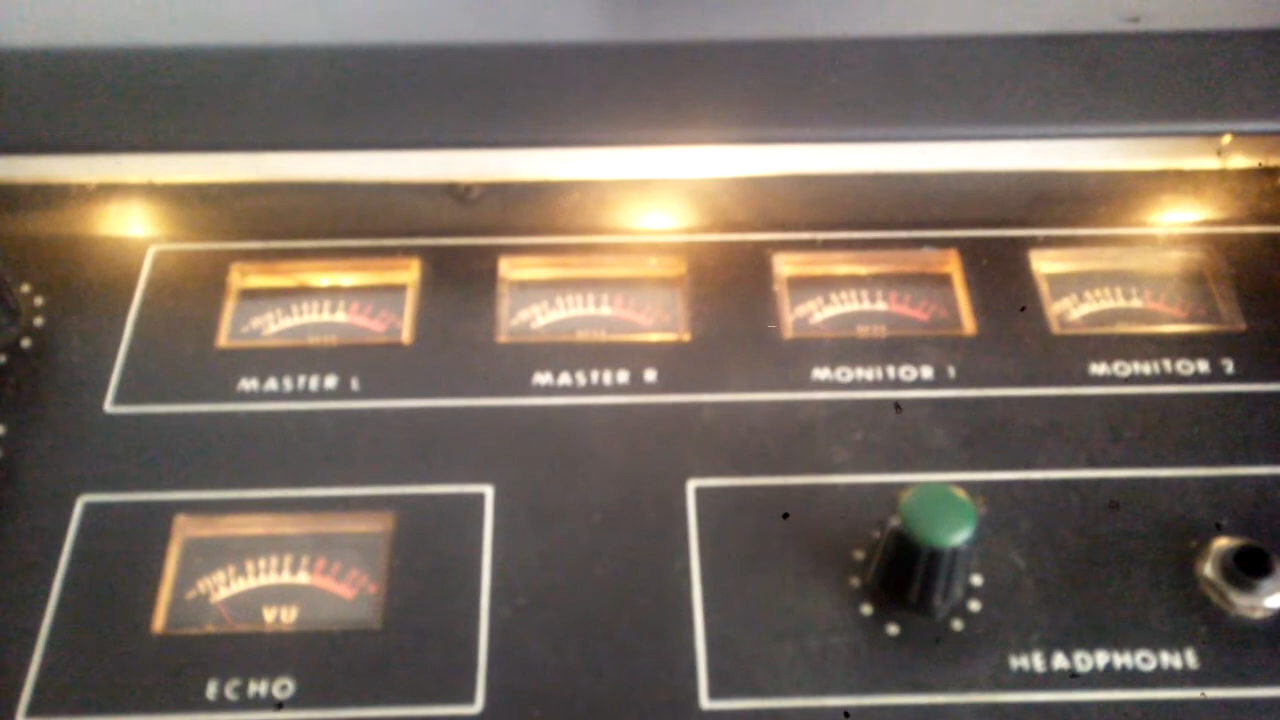 MASTER L
MASTER R
MONITOR 1
MONITOR 2
VU
ECHO
HEADPHONE